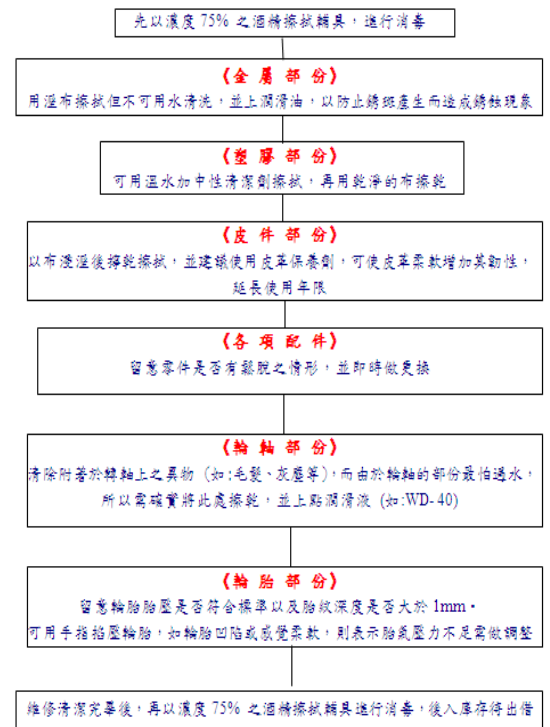 先以濃度75% 之酒精擦拭輔具，進行消毒
《金 屬 部 份》
用溼布擦拭但不可用水清洗，並上潤滑油，以防止銹斑產生而造成銹蝕現象
《塑 膠 部 份》
可用溫水加中性清潔劑擦拭，再用乾淨的布擦乾
《皮 件 部 份》
以布浸溼後擰乾擦拭，並建議使用皮革保養劑，可使皮革柔軟增加其韌性，
延長使用年限
《各 項 配 件》
留意零件是否有鬆脫之情形，並即時做更換
《輪 軸 部 份》
清除附著於轉軸上之異物 (如:毛髮、灰塵等)，而由於輪軸的部份最怕過水，
所以需確實將此處擦乾，並上點潤滑液 (如:WD-40)
《輪 胎 部 份》
留意輪胎胎壓是否符合標準以及胎紋深度是否大於 1mm。
可用手指掐壓輪胎，如輪胎凹陷或感覺柔軟，則表示胎氣壓力不足需做調整
維修清潔完畢後，再以濃度 75% 之酒精擦拭輔具進行消毒，後入庫存待出借